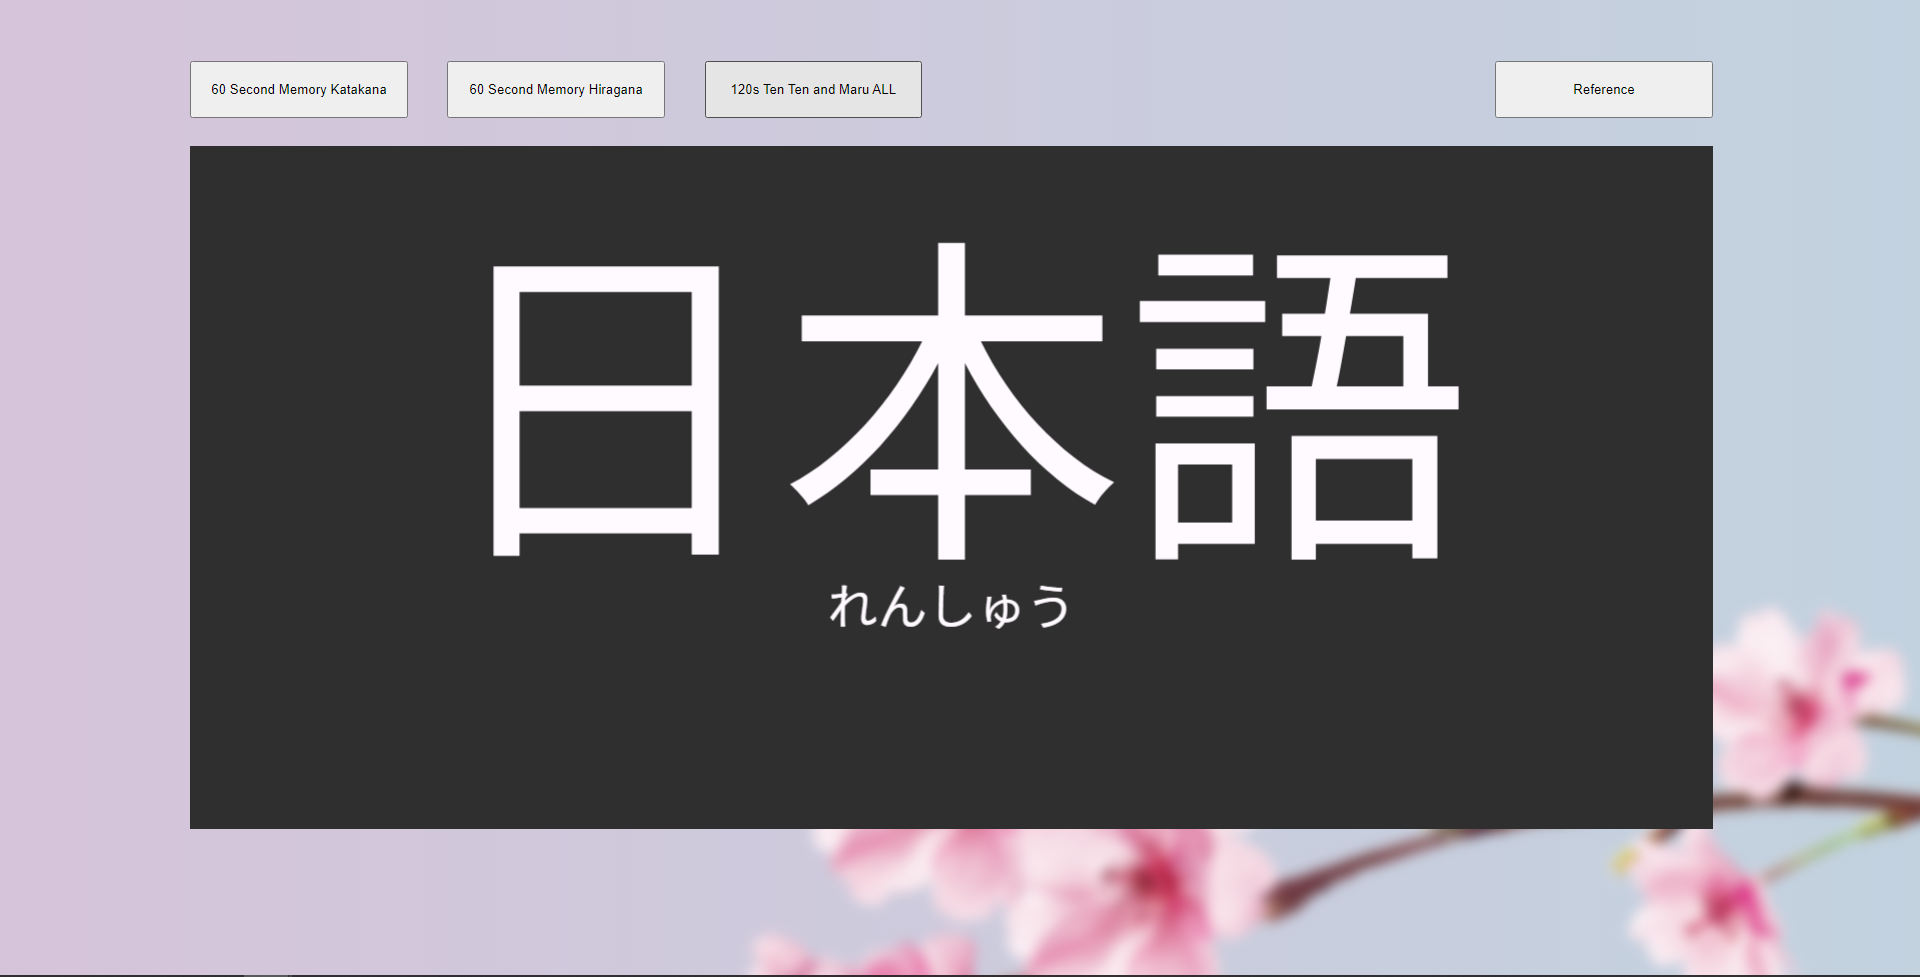 60 Second Memory Katakana
60 Second Memory Hiragana
120s Ten Ten and Maru ALL
Reference
日本語
れんしゅう